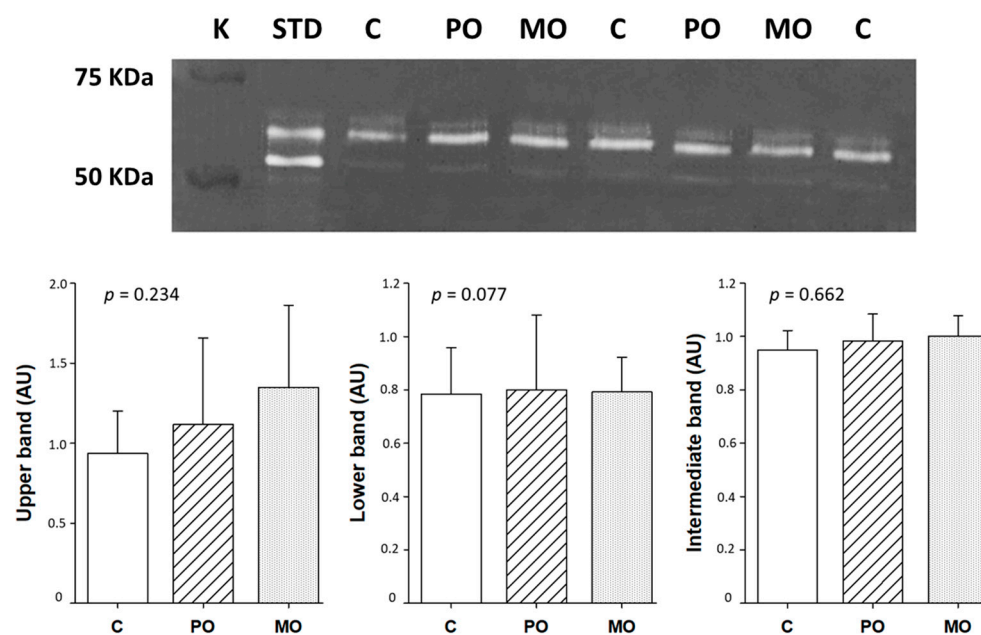 K STD C PO MO C PO MO C
75 KDa
50 KDa
p = 0.234
Upper band (AU)
2.0
1.5
1.0
0.5
0
C PO MO
p = 0.077
Lower band (AU)
1.2
1.0
0.8
0.6
0.4
0.2
0
C PO MO
p = 0.662
Intermediate band (AU)
1.2
1.0
0.8
0.6
0.4
0.2
0
C PO MO